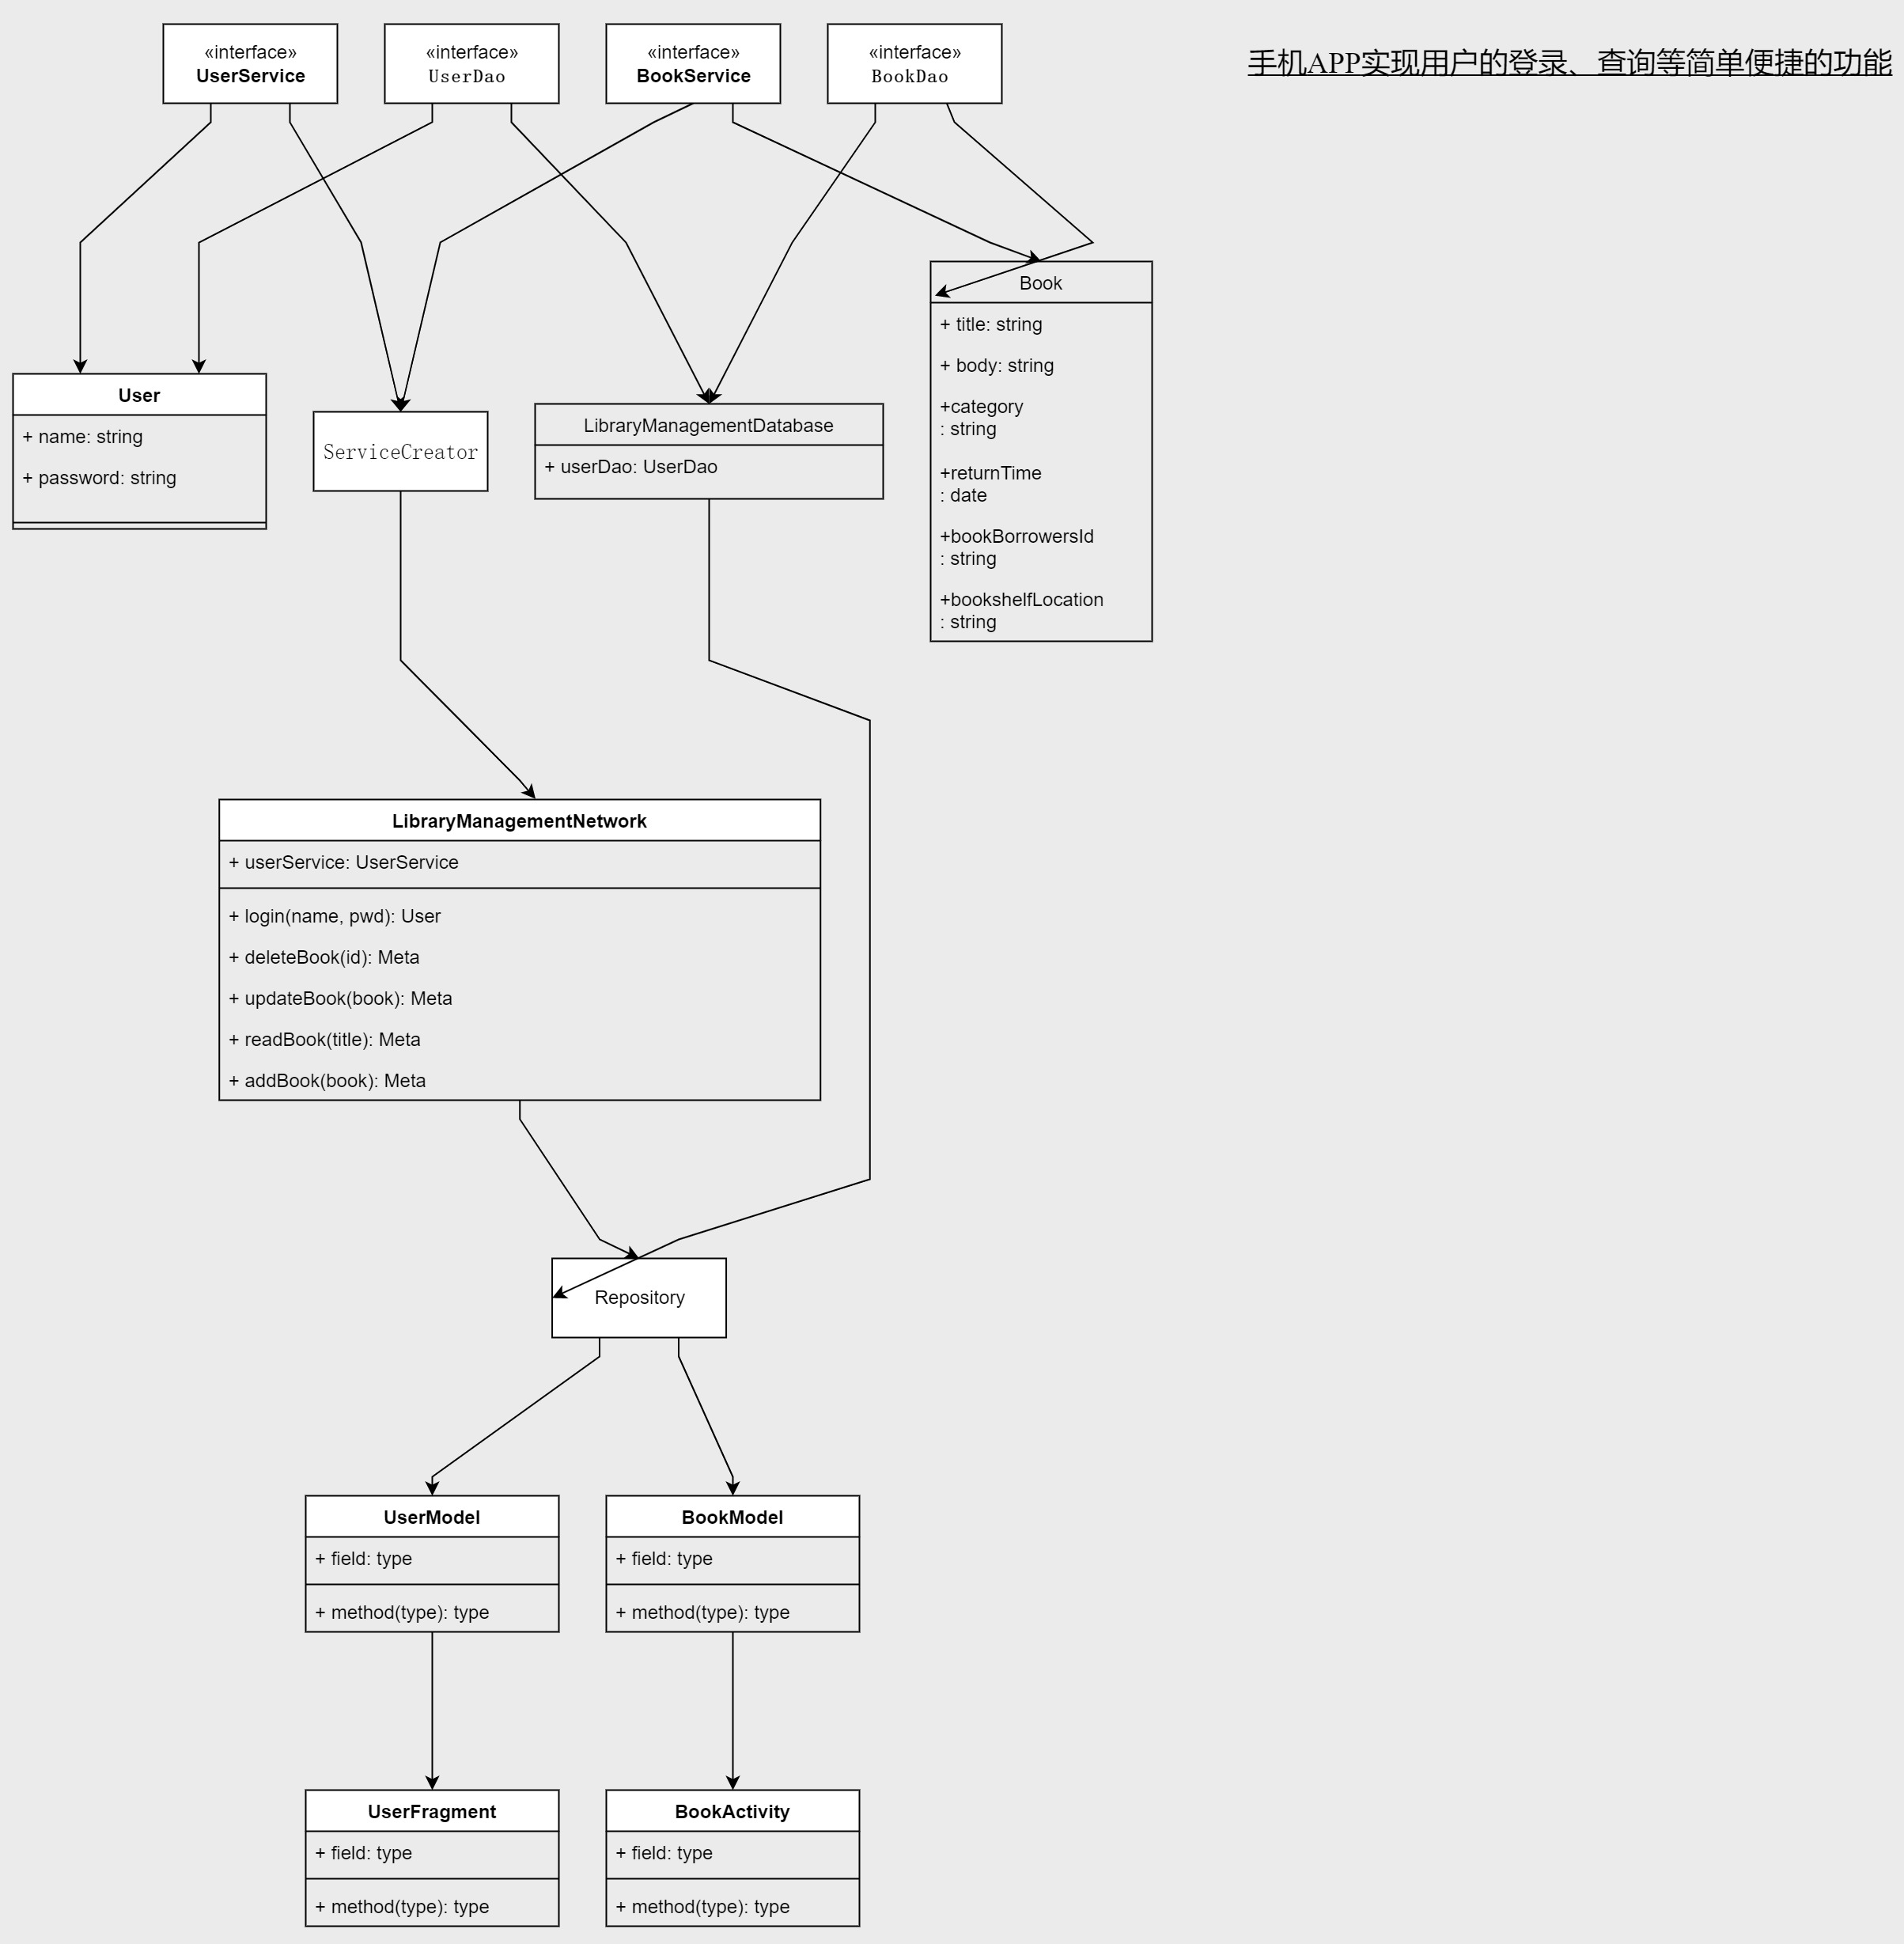 «interface»
UserService
«interface»
UserDao
«interface»
BookService
«interface»
BookDao
手机APP实现用户的登录、查询等简单便捷的功能
Book
+ title: string
+ body: string
+category
: string
+returnTime
: date
+bookBorrowersId
: string
+bookshelfLocation
: string
User
+ name: string
+ password: string
ServiceCreator
LibraryManagementDatabase
+ userDao: UserDao
LibraryManagementNetwork
+ userService: UserService
+ login(name, pwd): User
+ deleteBook(id): Meta
+ updateBook(book): Meta
+ readBook(title): Meta
+ addBook(book): Meta
Repository
UserModel
+ field: type
+ method(type): type
BookModel
+ field: type
+ method(type): type
UserFragment
+ field: type
+ method(type): type
BookActivity
+ field: type
+ method(type): type